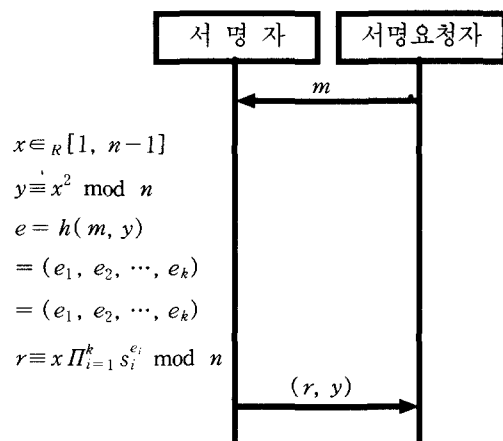 서 명 자
서명요청자
m
x∈_R[1, n−1]
y≡x² mod n
e = h(m, y)
= (e₁, e₂, ⋯, e_k)
= (e₁, e₂, ⋯, e_k)
r≡x Π_{i=1}^{k} s_i^{e_i} mod n
(r, y)